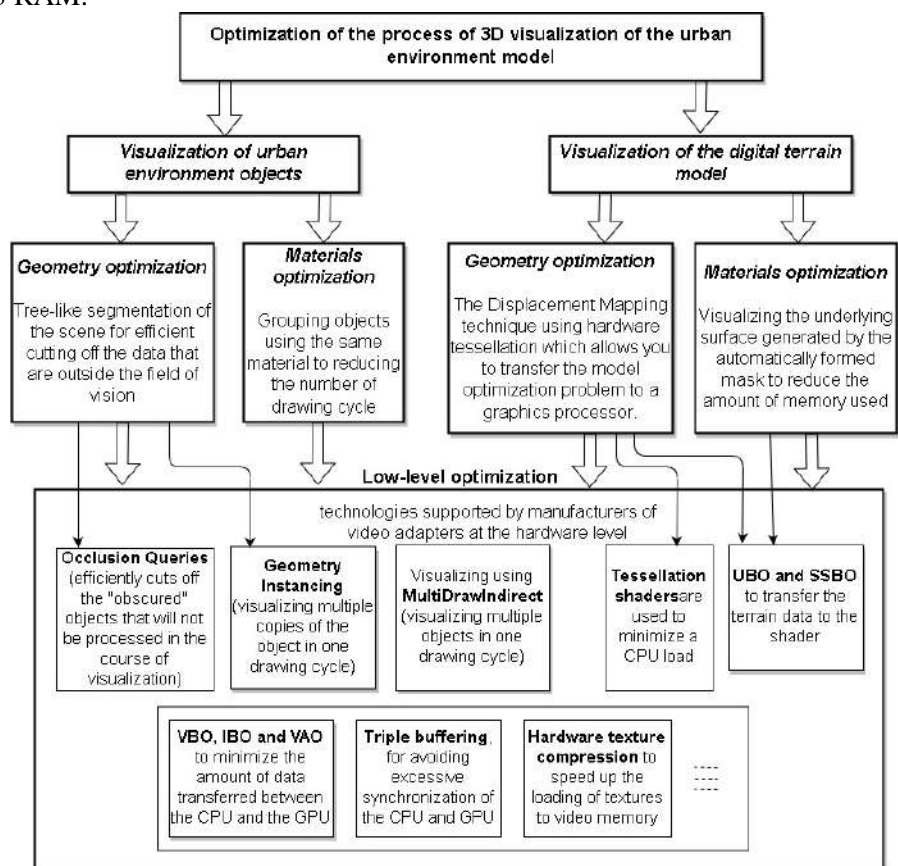 Optimization of the process of 3D visualization of the urban
environment model
Visualization of urban
environment objects
Visualization of the digital terrain
model
Geometry optimization
Tree-like segmentation of
the scene for efficient
cutting off the data that
are outside the field of
vision
Materials
optimization
Grouping objects
using the same
material to reducing
the number of
drawing cycle
Geometry optimization
The Displacement Mapping
technique using hardware
tessellation which allows you
to transfer the model
optimization problem to a
graphics processor.
Materials optimization
Visualizing the underlying
surface generated by the
automatically formed
mask to reduce the
amount of memory used
Low-level optimization
technologies supported by manufacturers of
video adapters at the hardware level
Occlusion Queries
(efficiently cuts off
the "obscured"
objects that will not
be processed in the
course of
visualization)
Geometry
Instancing
(visualizing multiple
copies of the
object in one
drawing cycle)
Visualizing using
MultiDrawIndirect
(visualizing multiple
objects in one
drawing cycle)
Tessellation
shadersare
used to
minimize a
CPU load
UBO and SSBO
to transfer the
terrain data to the
shader
VBO, IBO and VAO
to minimize the
amount of data
transferred between
the CPU and the GPU
Triple buffering,
for avoiding
excessive
synchronization of
the CPU and GPU
Hardware texture
compression to
speed up the
loading of textures
to video memory